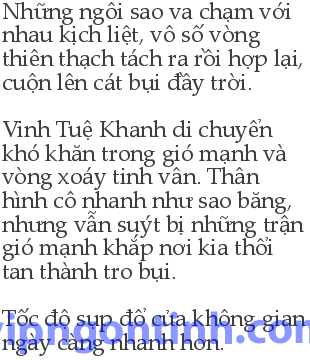 Những ngôi sao va chạm với
nhau kịch liệt, vô số vòng
thiên thạch tách ra rồi hợp lại,
cuộn lên cát bụi đầy trời.
Vinh Tuệ Khanh di chuyển
khó khăn trong gió mạnh và
vòng xoáy tinh vân. Thân
hình cô nhanh như sao băng,
nhưng vẫn suýt bị những trận
gió mạnh khắp nơi kia thổi
tan thành tro bụi.
Tốc độ sụp đổ của không gian
ngày càng nhanh hơn.
vipngontinh.com